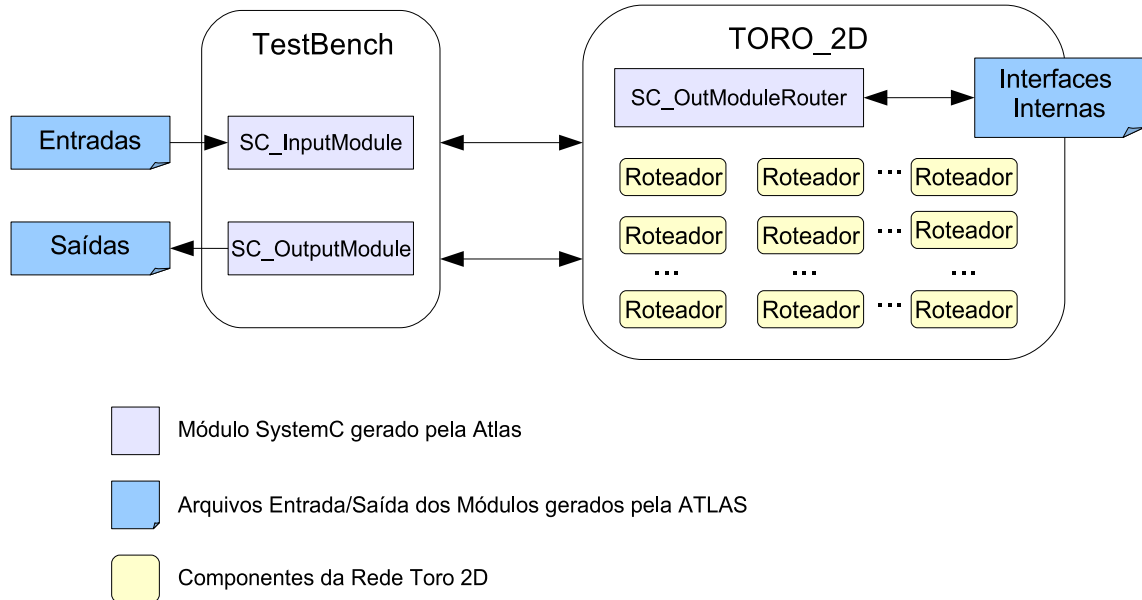 TestBench
TORO_2D
Entradas
SC_InputModule
Saídas
SC_OutputModule
SC_OutModuleRouter
Interfaces
Internas
Roteador Roteador ... Roteador
Roteador Roteador ... Roteador
... ... ...
Roteador Roteador ... Roteador
Módulo SystemC gerado pela Atlas
Arquivos Entrada/Saída dos Módulos gerados pela ATLAS
Componentes da Rede Toro 2D